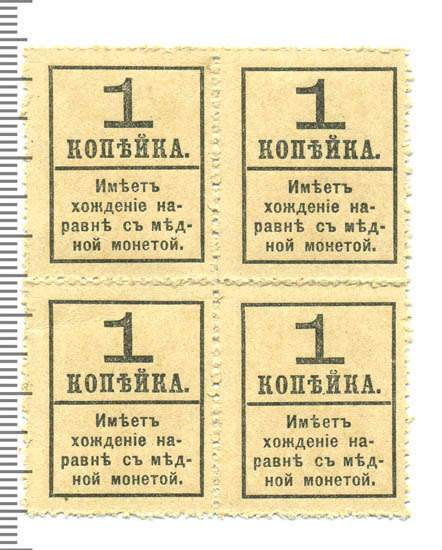 1
КОПѢЙКА.
Имѣетъ
хожденіе на-
равнѣ съ мѣд-
ной монетой.
1
КОПѢЙКА.
Имѣетъ
хожденіе на-
равнѣ съ мѣд-
ной монетой.
1
КОПѢЙКА.
Имѣетъ
хожденіе на-
равнѣ съ мѣд-
ной монетой.
1
КОПѢЙКА.
Имѣетъ
хожденіе на-
равнѣ съ мѣд-
ной монетой.